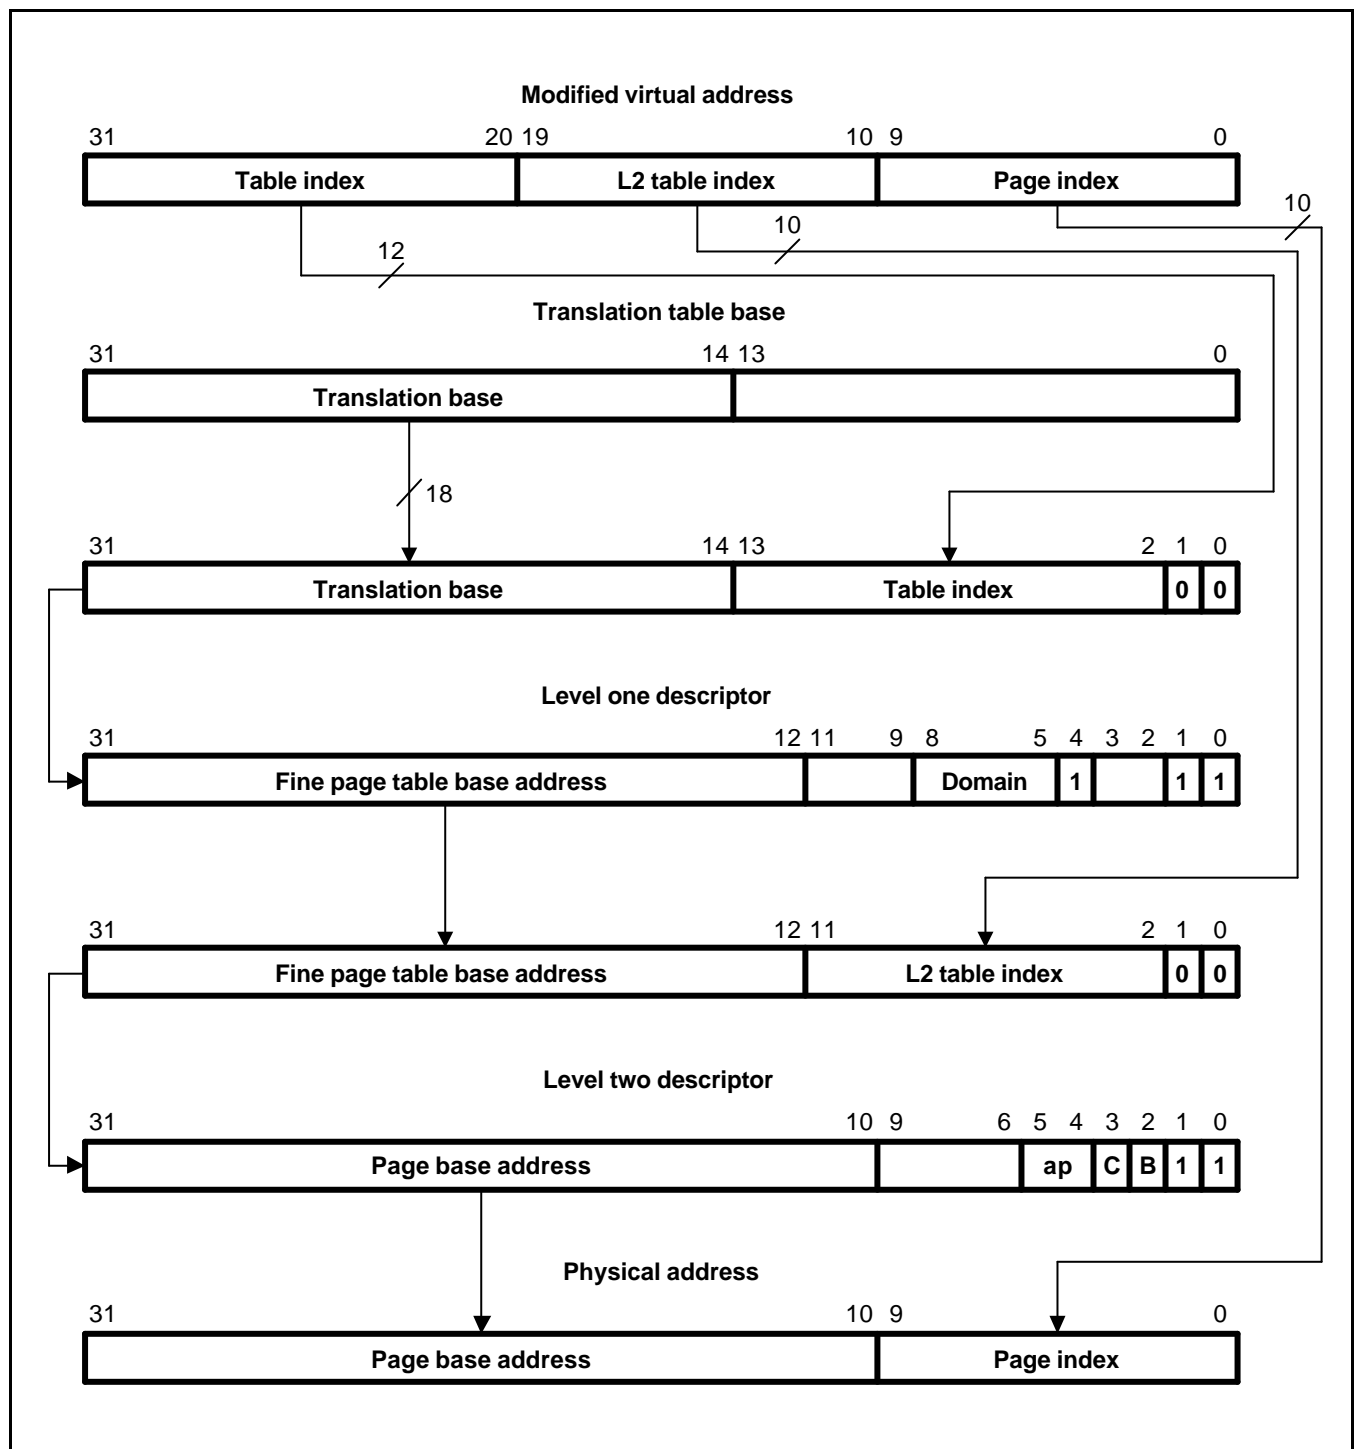 Modified virtual address
31 20 19 10 9 0
Table index L2 table index Page index
10
10
12
Translation table base
31 14 13 0
Translation base
18
31 14 13 2 1 0
Translation base Table index 0 0
Level one descriptor
31 12 11 9 8 5 4 3 2 1 0
Fine page table base address Domain 1 1 1
31 12 11 2 1 0
Fine page table base address L2 table index 0 0
Level two descriptor
31 10 9 6 5 4 3 2 1 0
Page base address ap C B 1 1
Physical address
31 10 9 0
Page base address Page index